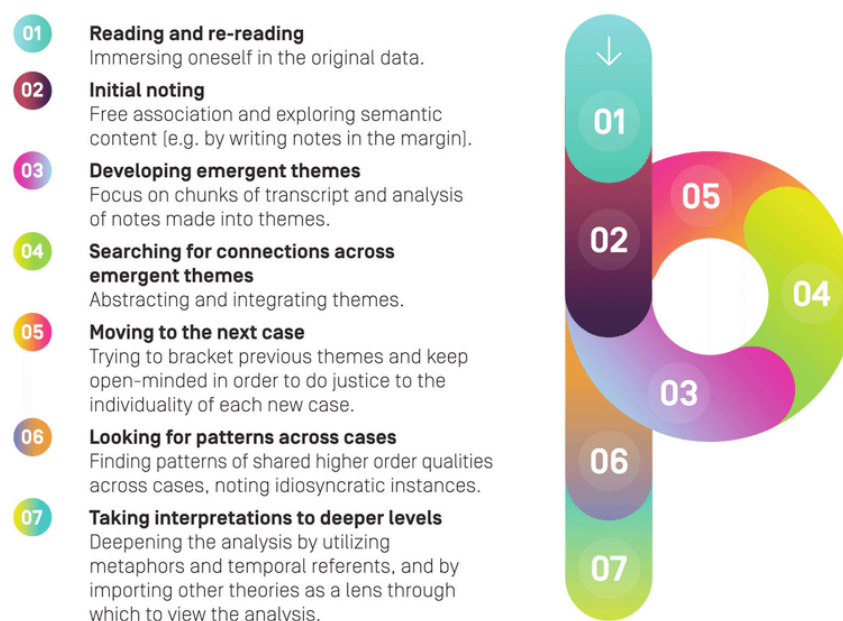 01
Reading and re-reading
Immersing oneself in the original data.
02
Initial noting
Free association and exploring semantic
content (e.g. by writing notes in the margin).
03
Developing emergent themes
Focus on chunks of transcript and analysis
of notes made into themes.
04
Searching for connections across
emergent themes
Abstracting and integrating themes.
05
Moving to the next case
Trying to bracket previous themes and keep
open-minded in order to do justice to the
individuality of each new case.
06
Looking for patterns across cases
Finding patterns of shared higher order qualities
across cases, noting idiosyncratic instances.
07
Taking interpretations to deeper levels
Deepening the analysis by utilizing
metaphors and temporal referents, and by
importing other theories as a lens through
which to view the analysis.
01
02
05
04
03
06
07